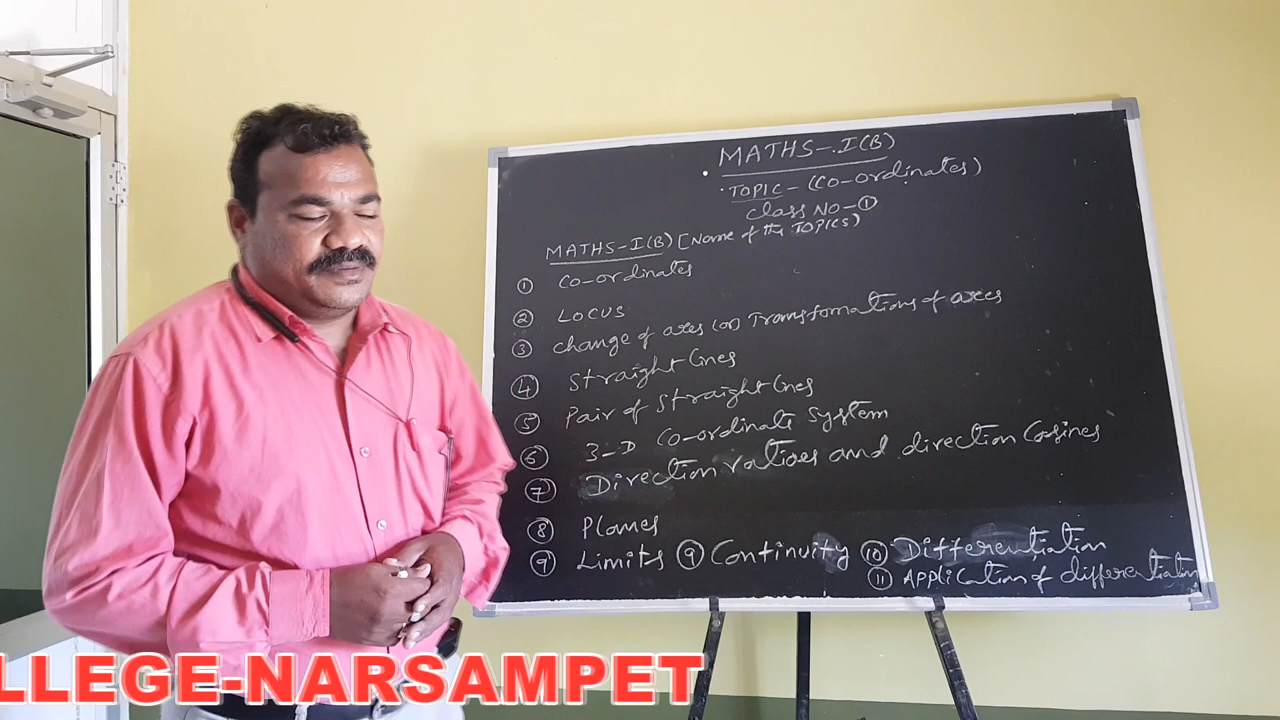 MATHS-I(B)
TOPIC - (CO-Ordinates)
Class NO-①
MATHS-I(B) [Name of the TOPICS)
① CO-Ordinates
② LOCUS
③ Change of axes (or) Transfomations of axes
④ Straight lines
⑤ Pair of Straight lines
⑥ 3-D Co-ordinate System
⑦ Direction ratioes and direction Cosines
⑧ Planes
⑨ Limits ⑨ Continuity ⑩ Differentiation
⑪ Application of differentiation
LLEGE-NARSAMPET